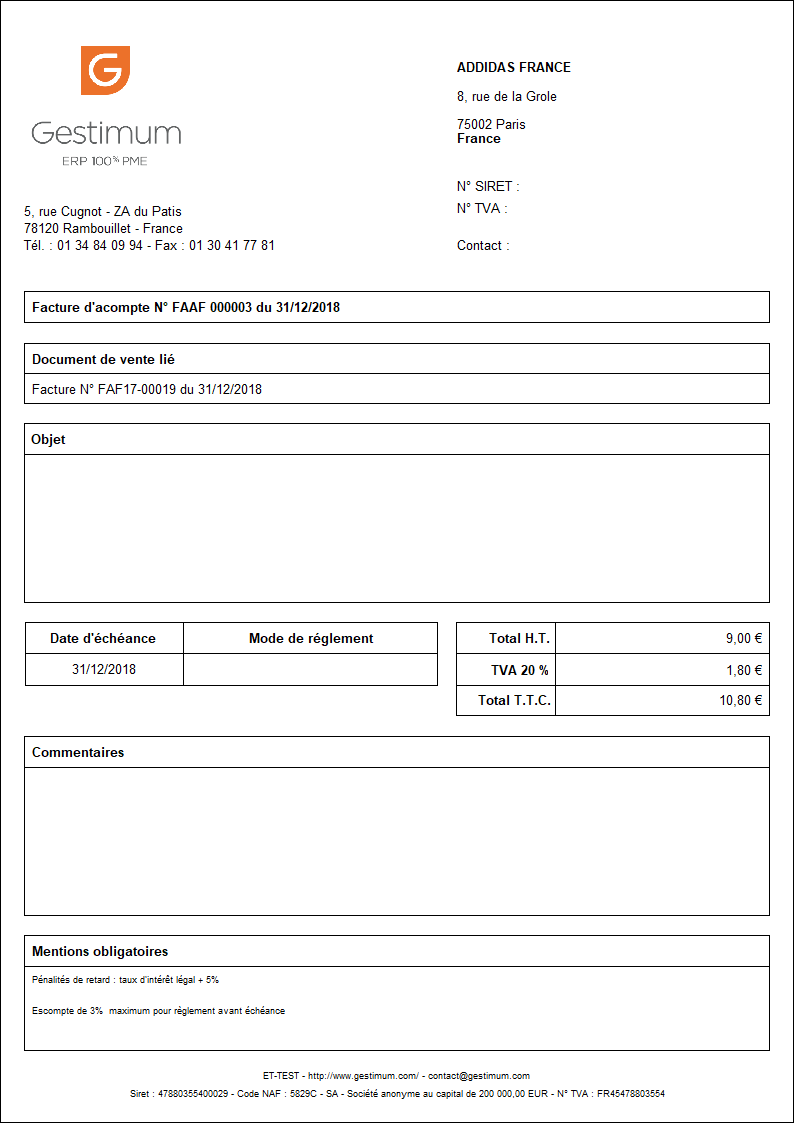 G
Gestimum
ERP 100% PME
5, rue Cugnot - ZA du Patis
78120 Rambouillet - France
Tél. : 01 34 84 09 94 - Fax : 01 30 41 77 81
ADDIDAS FRANCE
8, rue de la Grole
75002 Paris
France
N° SIRET :
N° TVA :
Contact :
Facture d'acompte N° FAAF 000003 du 31/12/2018
Document de vente lié
Facture N° FAF17-00019 du 31/12/2018
Objet
Date d'échéance Mode de réglement
31/12/2018
Total H.T. 9,00 €
TVA 20 % 1,80 €
Total T.T.C. 10,80 €
Commentaires
Mentions obligatoires
Pénalités de retard : taux d'intérêt légal + 5%
Escompte de 3% maximum pour règlement avant échéance
ET-TEST - http://www.gestimum.com/ - contact@gestimum.com
Siret : 47880355400029 - Code NAF : 5829C - SA - Société anonyme au capital de 200 000,00 EUR - N° TVA : FR45478803554